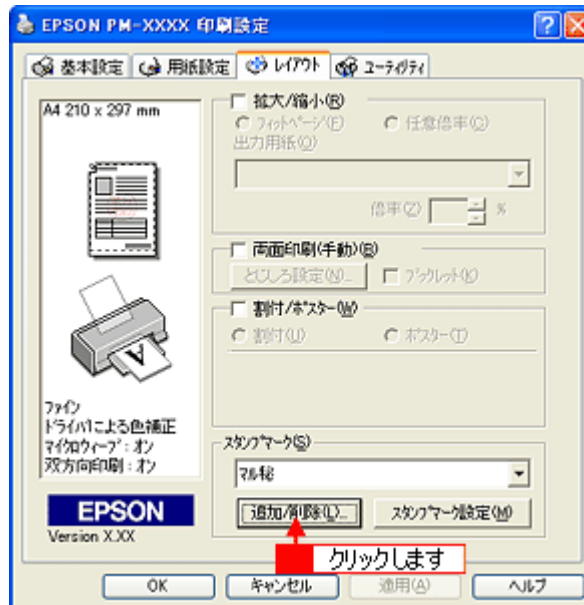 EPSON PM-XXXX 印刷設定
基本設定 用紙設定 レイアウト ユーティリティ
A4 210 x 297 mm
拡大/縮小(R)
フィットページ(F) 任意倍率(C)
出力用紙(O)
倍率(Z) %
両面印刷(手動)(B)
とじしろ設定(N)... ブックレット(K)
割付/ポスター(W)
割付(U) ポスター(T)
ファイン
ドライバによる色補正
マイクロウィーブ:オン
双方向印刷:オン
スタンプマーク(S)
マル秘
追加/削除(L)... スタンプマーク設定(M)
EPSON
Version X.XX
クリックします
OK キャンセル 適用(A) ヘルプ